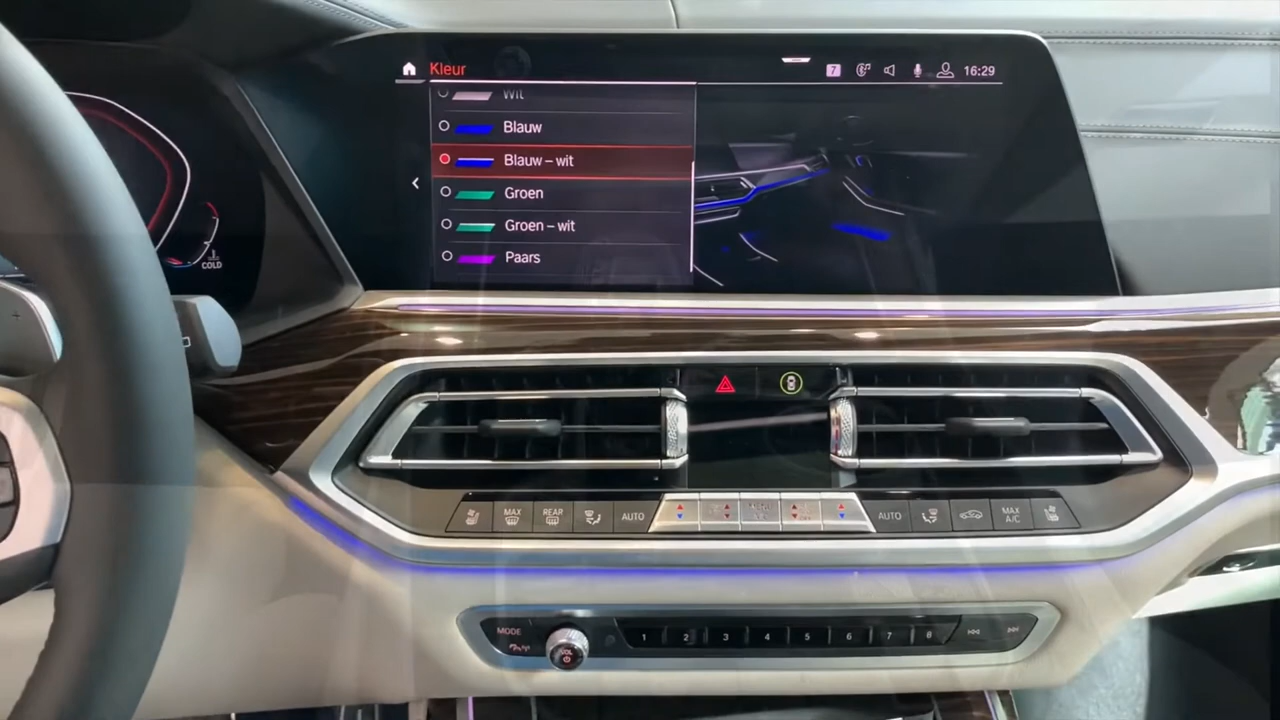 Kleur
7
16:29
Wit
Blauw
Blauw – wit
Groen
Groen – wit
Paars
COLD
MAX
REAR
AUTO
AUTO
MAX
A/C
MODE
VOL
1 2 3 4 5 6 7 8